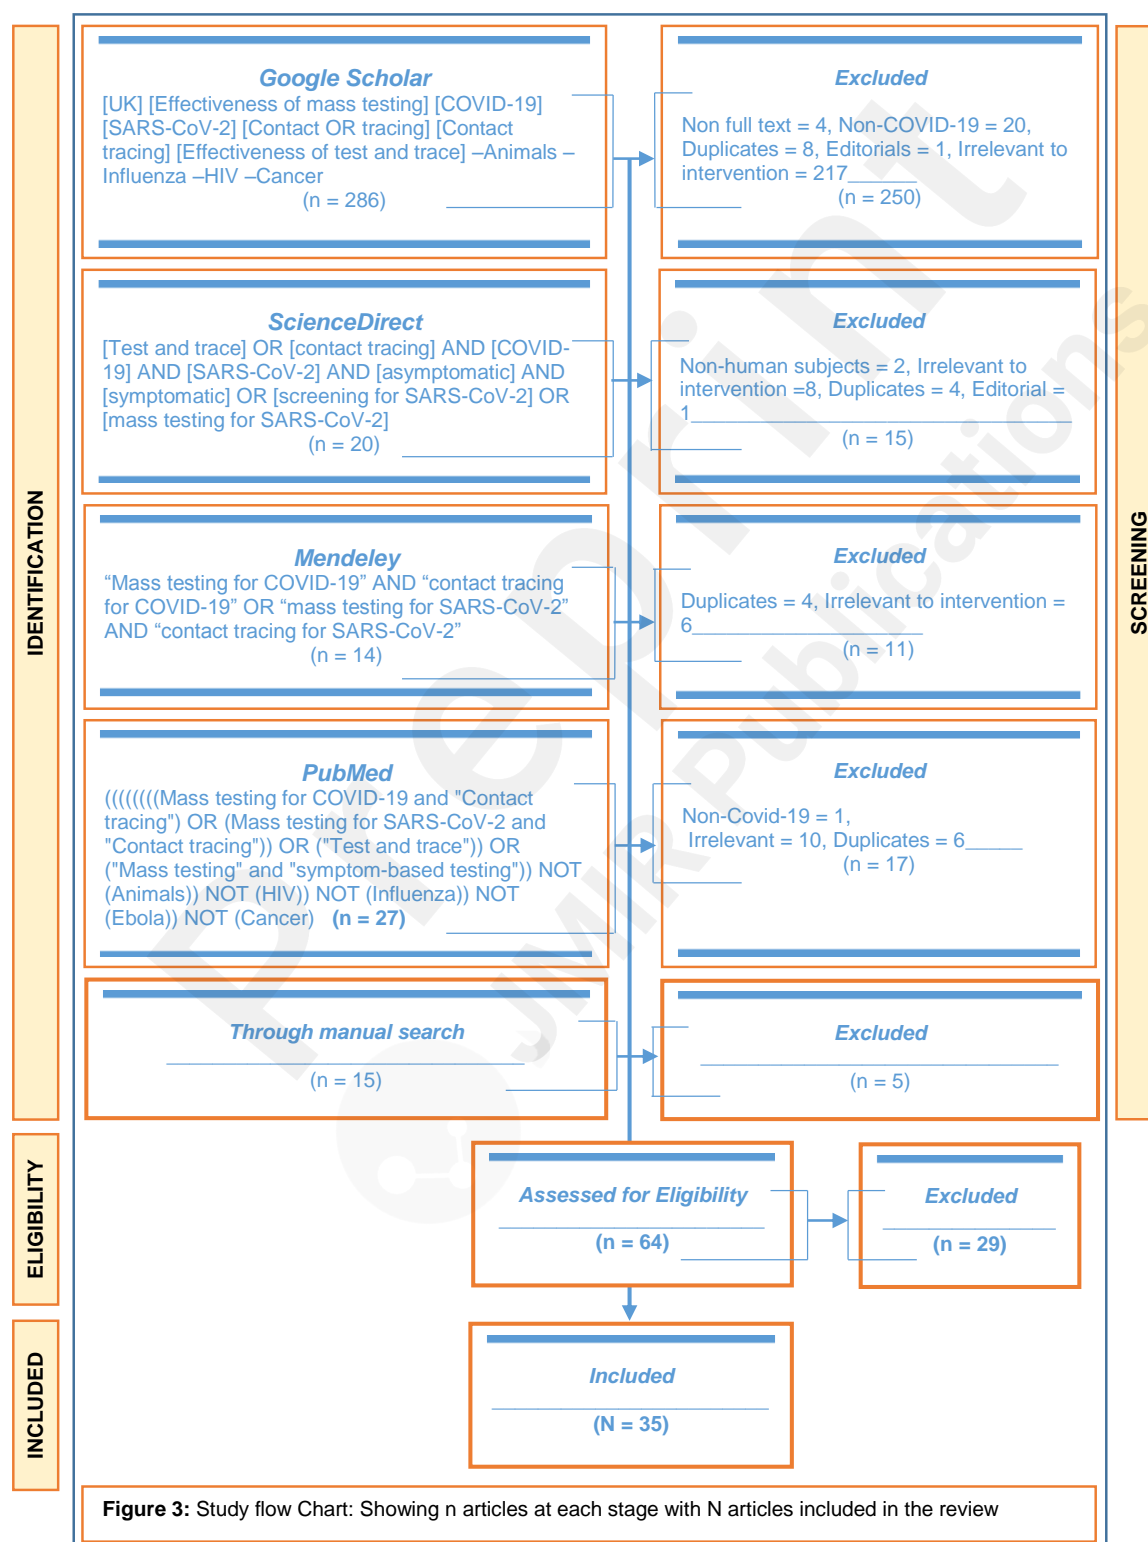 IDENTIFICATION
SCREENING
Google Scholar
[UK] [Effectiveness of mass testing] [COVID-19]
[SARS-CoV-2] [Contact OR tracing] [Contact
tracing] [Effectiveness of test and trace] –Animals –
Influenza –HIV –Cancer
(n = 286)
Excluded
Non full text = 4, Non-COVID-19 = 20,
Duplicates = 8, Editorials = 1, Irrelevant to
intervention = 217______
(n = 250)
ScienceDirect
[Test and trace] OR [contact tracing] AND [COVID-
19] AND [SARS-CoV-2] AND [asymptomatic] AND
[symptomatic] OR [screening for SARS-CoV-2] OR
[mass testing for SARS-CoV-2]
(n = 20)
Excluded
Non-human subjects = 2, Irrelevant to
intervention =8, Duplicates = 4, Editorial =
1__________________________________
(n = 15)
Mendeley
“Mass testing for COVID-19” AND “contact tracing
for COVID-19” OR “mass testing for SARS-CoV-2”
AND “contact tracing for SARS-CoV-2”
(n = 14)
Excluded
Duplicates = 4, Irrelevant to intervention =
6_____________________
(n = 11)
PubMed
((((((((Mass testing for COVID-19 and "Contact
tracing") OR (Mass testing for SARS-CoV-2 and
"Contact tracing")) OR ("Test and trace")) OR
("Mass testing" and "symptom-based testing")) NOT
(Animals)) NOT (HIV)) NOT (Influenza)) NOT
(Ebola)) NOT (Cancer) (n = 27)
Excluded
Non-Covid-19 = 1,
Irrelevant = 10, Duplicates = 6_____
(n = 17)
Through manual search
(n = 15)
Excluded
(n = 5)
ELIGIBILITY
Assessed for Eligibility
(n = 64)
Excluded
(n = 29)
INCLUDED
Included
(N = 35)
Figure 3: Study flow Chart: Showing n articles at each stage with N articles included in the review
Preprint
JMIR Publications